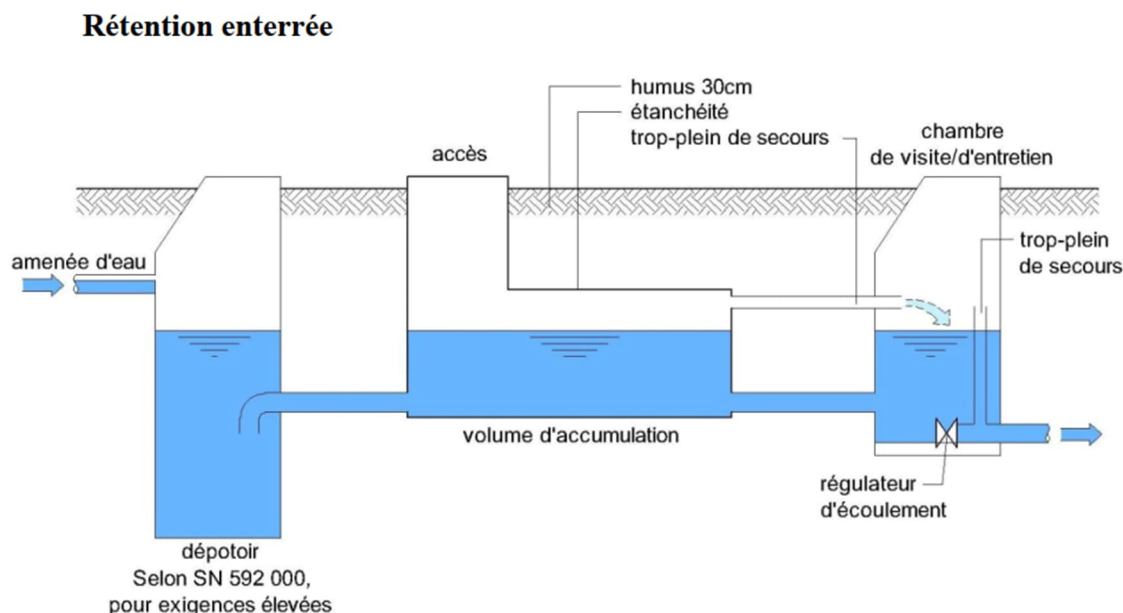 Rétention enterrée
humus 30cm
étanchéité
trop-plein de secours
accès
chambre
de visite/d'entretien
amenée d'eau
trop-plein
de secours
volume d'accumulation
régulateur
d'écoulement
dépotoir
Selon SN 592 000,
pour exigences élevées